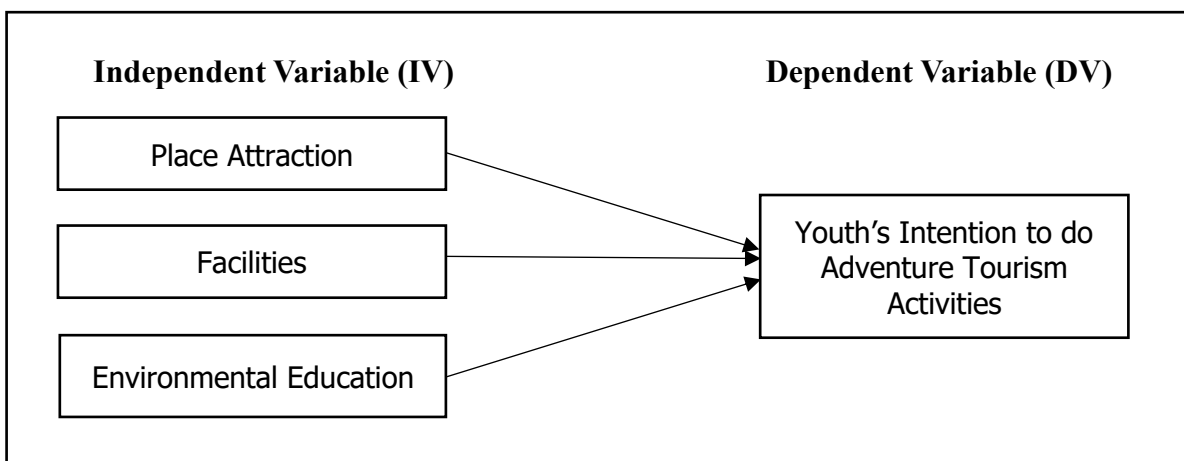 Independent Variable (IV)
Dependent Variable (DV)
Place Attraction
Facilities
Environmental Education
Youth’s Intention to do
Adventure Tourism
Activities